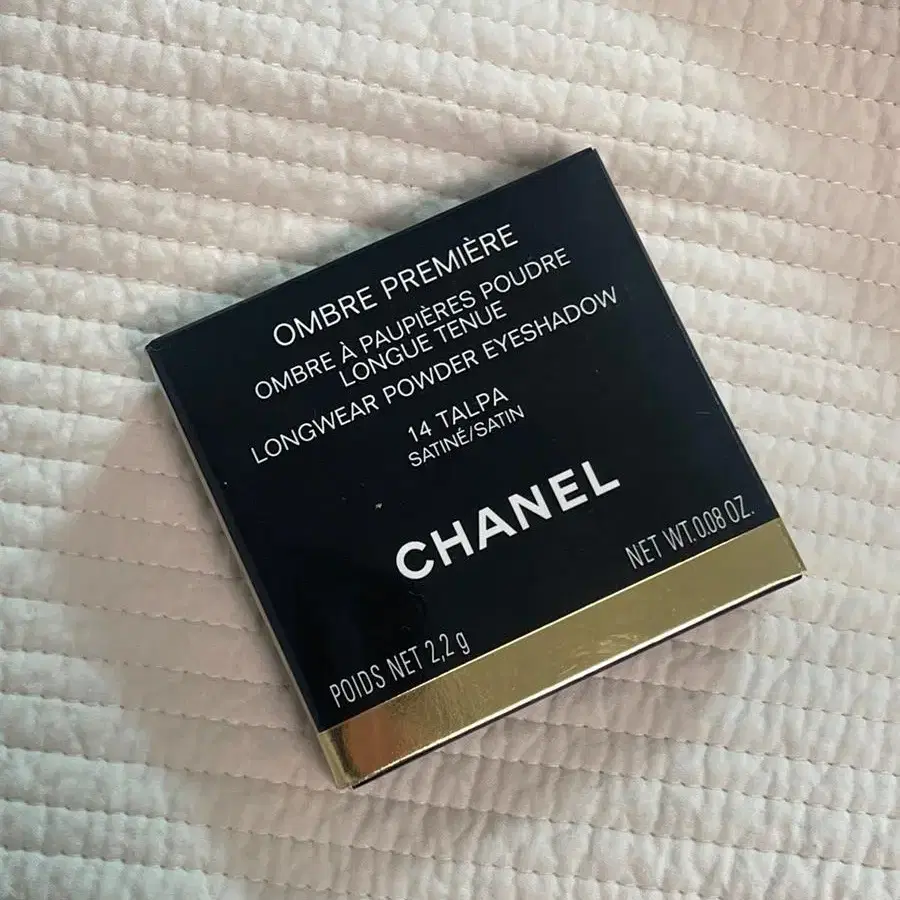 OMBRE PREMIÈRE
OMBRE À PAUPIÈRES POUDRE
LONGUE TENUE
LONGWEAR POWDER EYESHADOW
14 TALPA
SATINÉ/SATIN
CHANEL
POIDS NET 2,2 g
NET WT. 0.08 OZ.